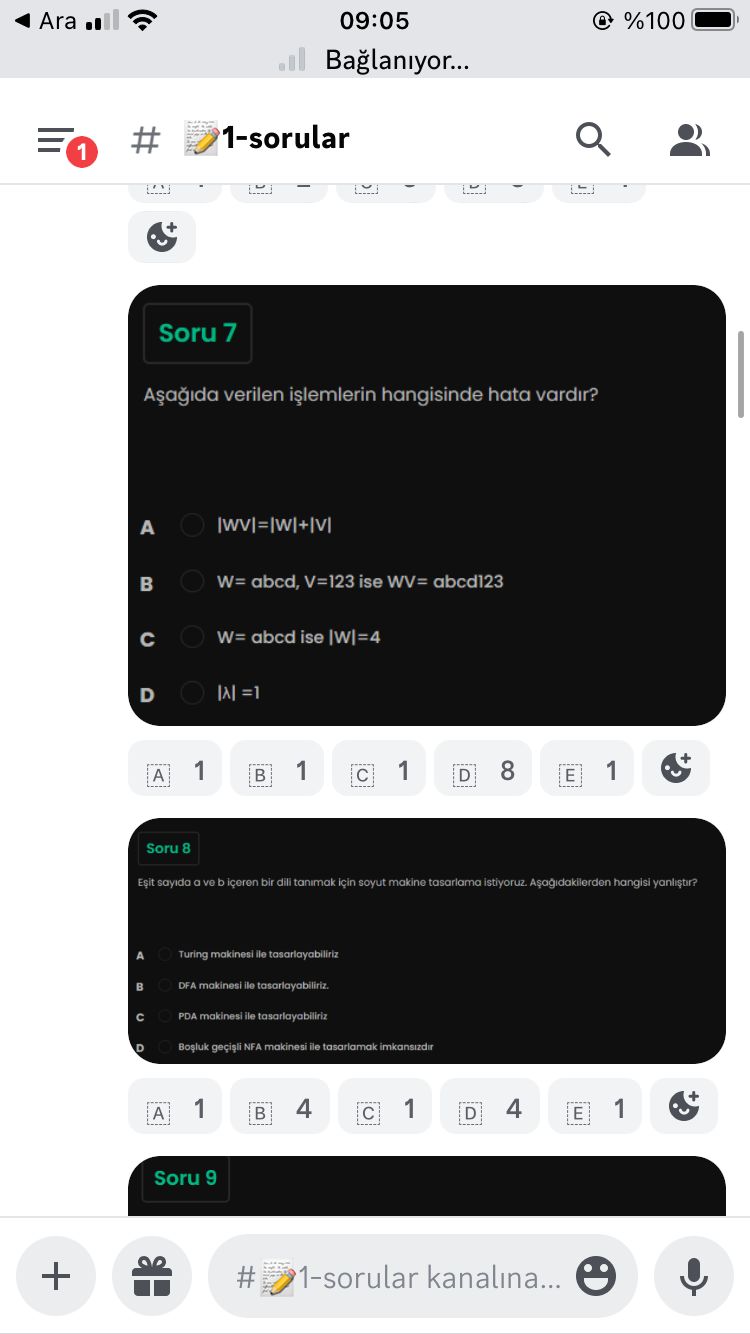 Ara 09:05 %100
Bağlanıyor...
1 # 1-sorular
Soru 7
Aşağıda verilen işlemlerin hangisinde hata vardır?
A |WV|=|W|+|V|
B W= abcd, V=123 ise WV= abcd123
C W= abcd ise |W|=4
D |λ| =1
A 1 B 1 C 1 D 8 E 1
Soru 8
Eşit sayıda a ve b içeren bir dili tanımak için soyut makine tasarlama istiyoruz. Aşağıdakilerden hangisi yanlıştır?
A Turing makinesi ile tasarlayabiliriz
B DFA makinesi ile tasarlayabiliriz.
C PDA makinesi ile tasarlayabiliriz
D Boşluk geçişli NFA makinesi ile tasarlamak imkansızdır
A 1 B 4 C 1 D 4 E 1
Soru 9
# 1-sorular kanalına...